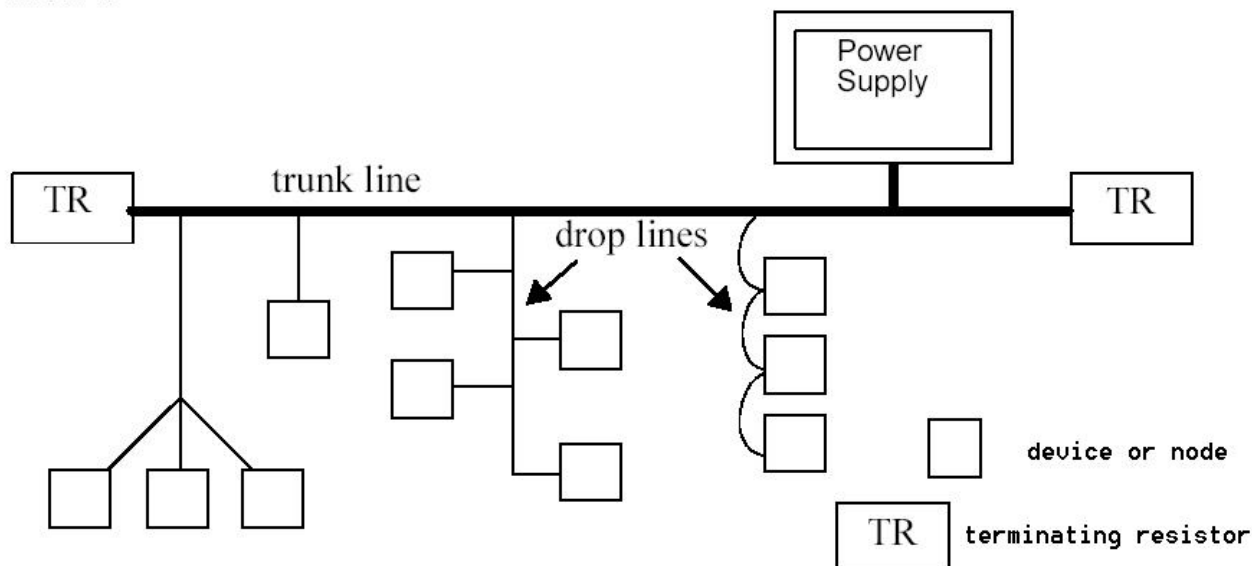 Power
Supply
TR
trunk line
TR
drop lines
device or node
TR
terminating resistor